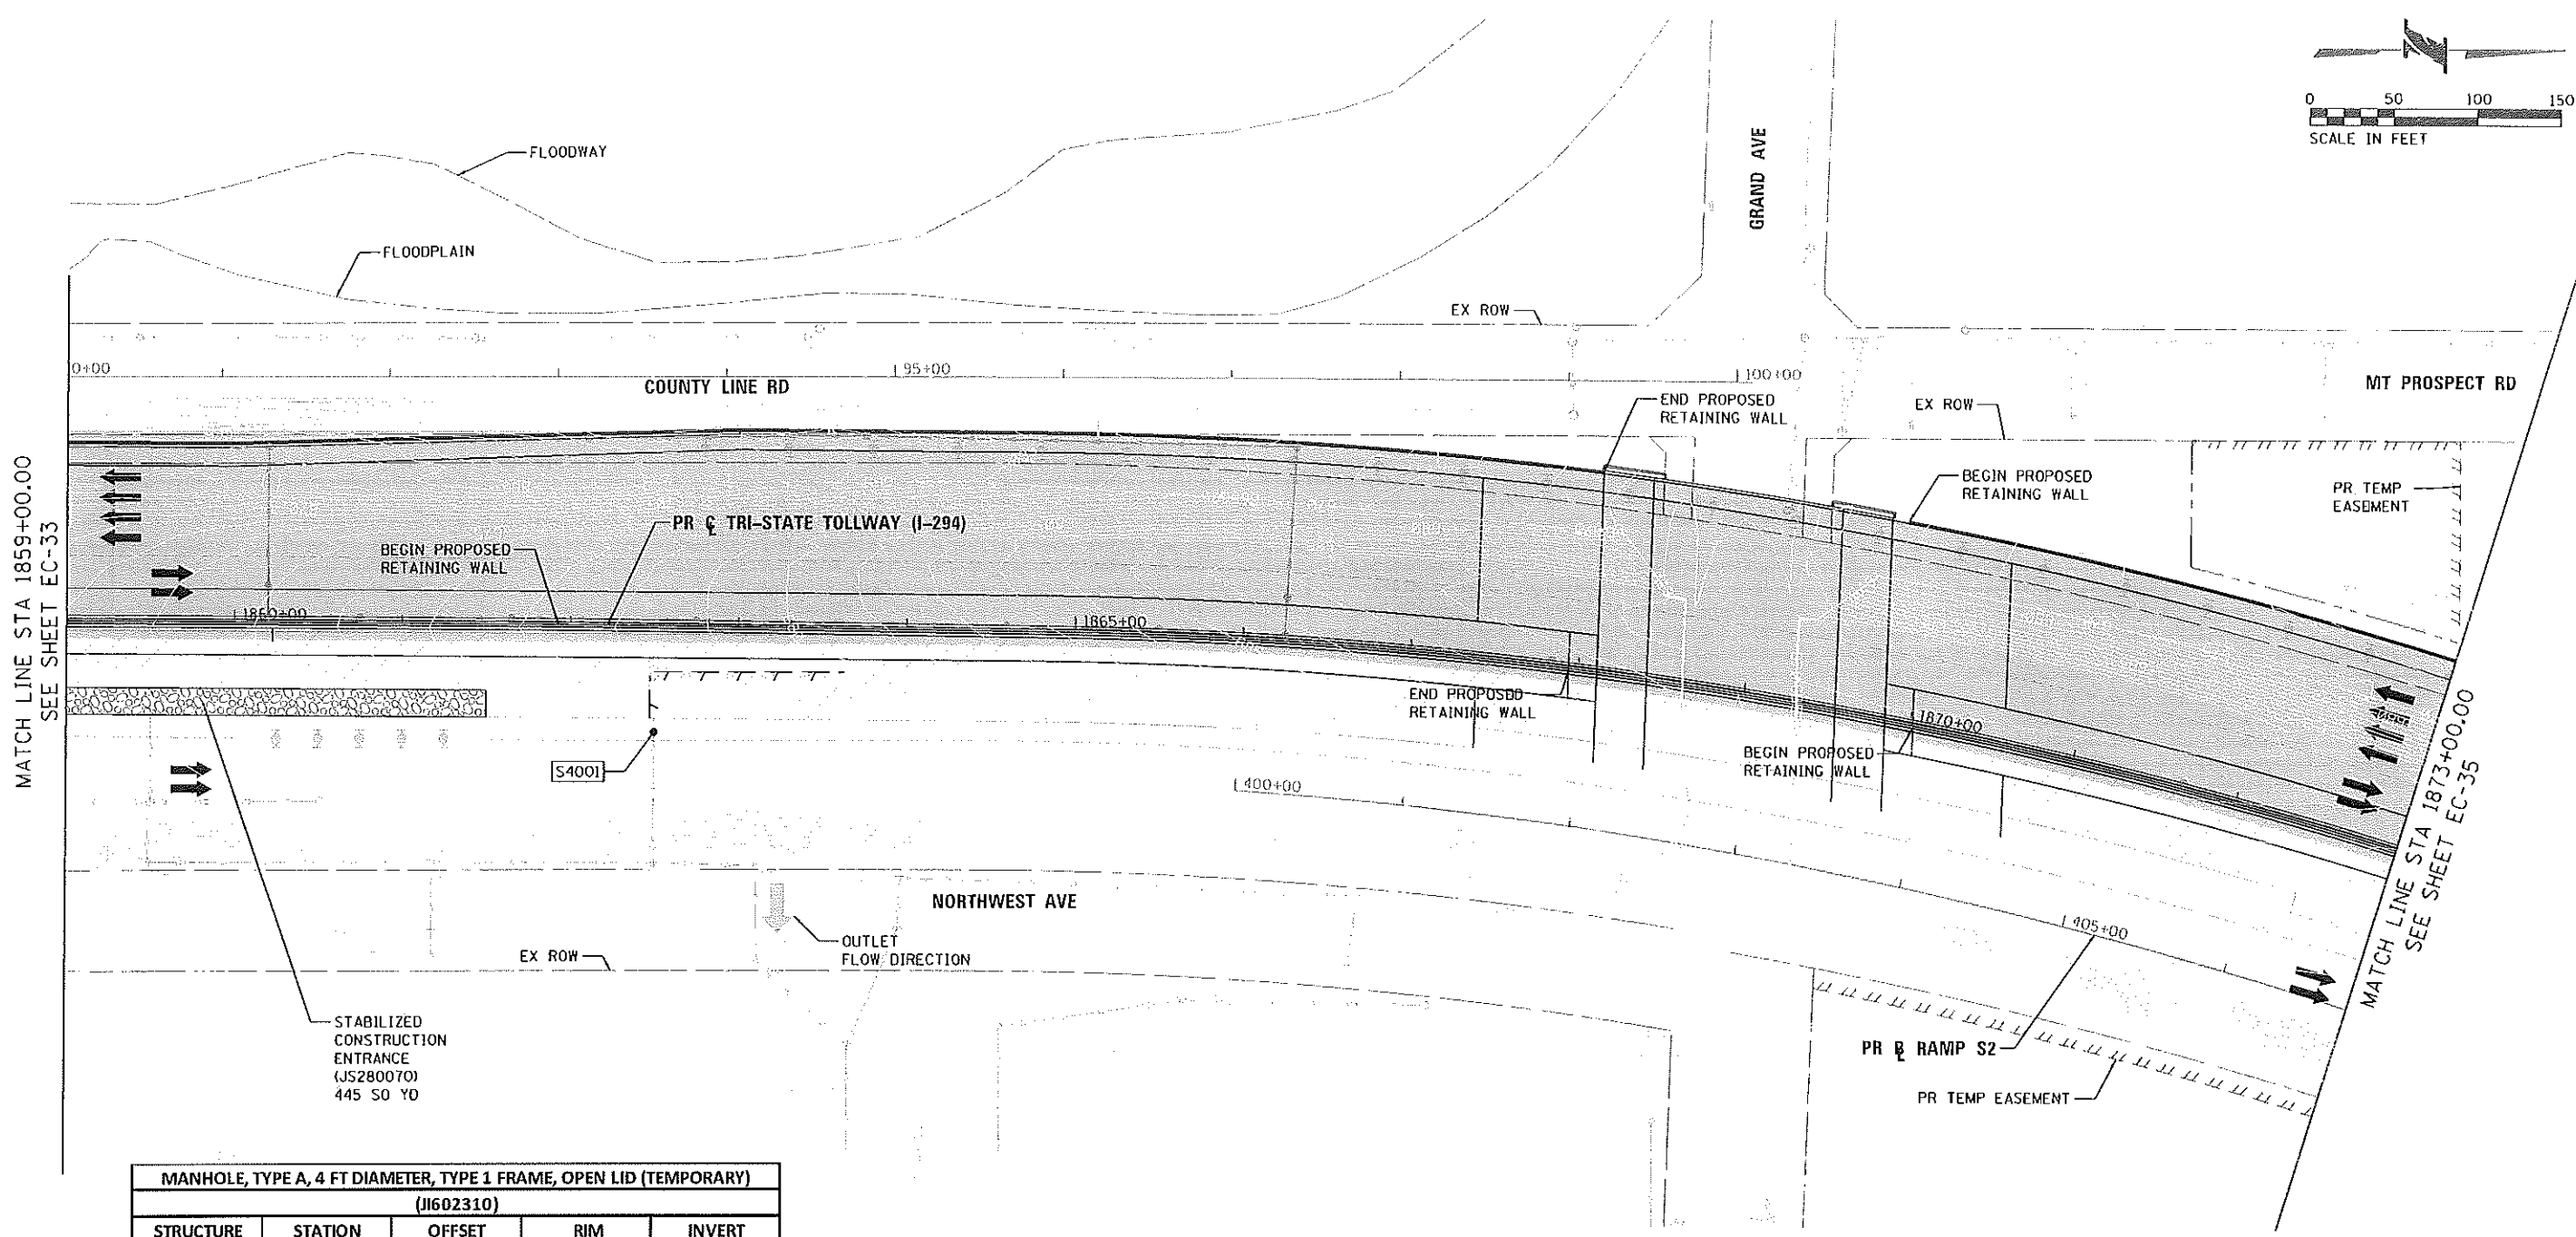 0 50 100 150
SCALE IN FEET
FLOODWAY
FLOODPLAIN
GRAND AVE
EX ROW
0+00
95+00
100+00
COUNTY LINE RD
MT PROSPECT RD
END PROPOSED
RETAINING WALL
EX ROW
BEGIN PROPOSED
RETAINING WALL
PR TEMP
EASEMENT
MATCH LINE STA 1859+00.00
SEE SHEET EC-33
PR ℄ TRI-STATE TOLLWAY (I-294)
BEGIN PROPOSED
RETAINING WALL
1860+00
1865+00
1870+00
END PROPOSED
RETAINING WALL
BEGIN PROPOSED
RETAINING WALL
S4001
400+00
405+00
NORTHWEST AVE
OUTLET
FLOW DIRECTION
EX ROW
STABILIZED
CONSTRUCTION
ENTRANCE
(JS280070)
445 SQ YD
PR BL RAMP S2
PR TEMP EASEMENT
MATCH LINE STA 1873+00.00
SEE SHEET EC-35
MANHOLE, TYPE A, 4 FT DIAMETER, TYPE 1 FRAME, OPEN LID (TEMPORARY)
(JI602310)
STRUCTURE STATION OFFSET RIM INVERT